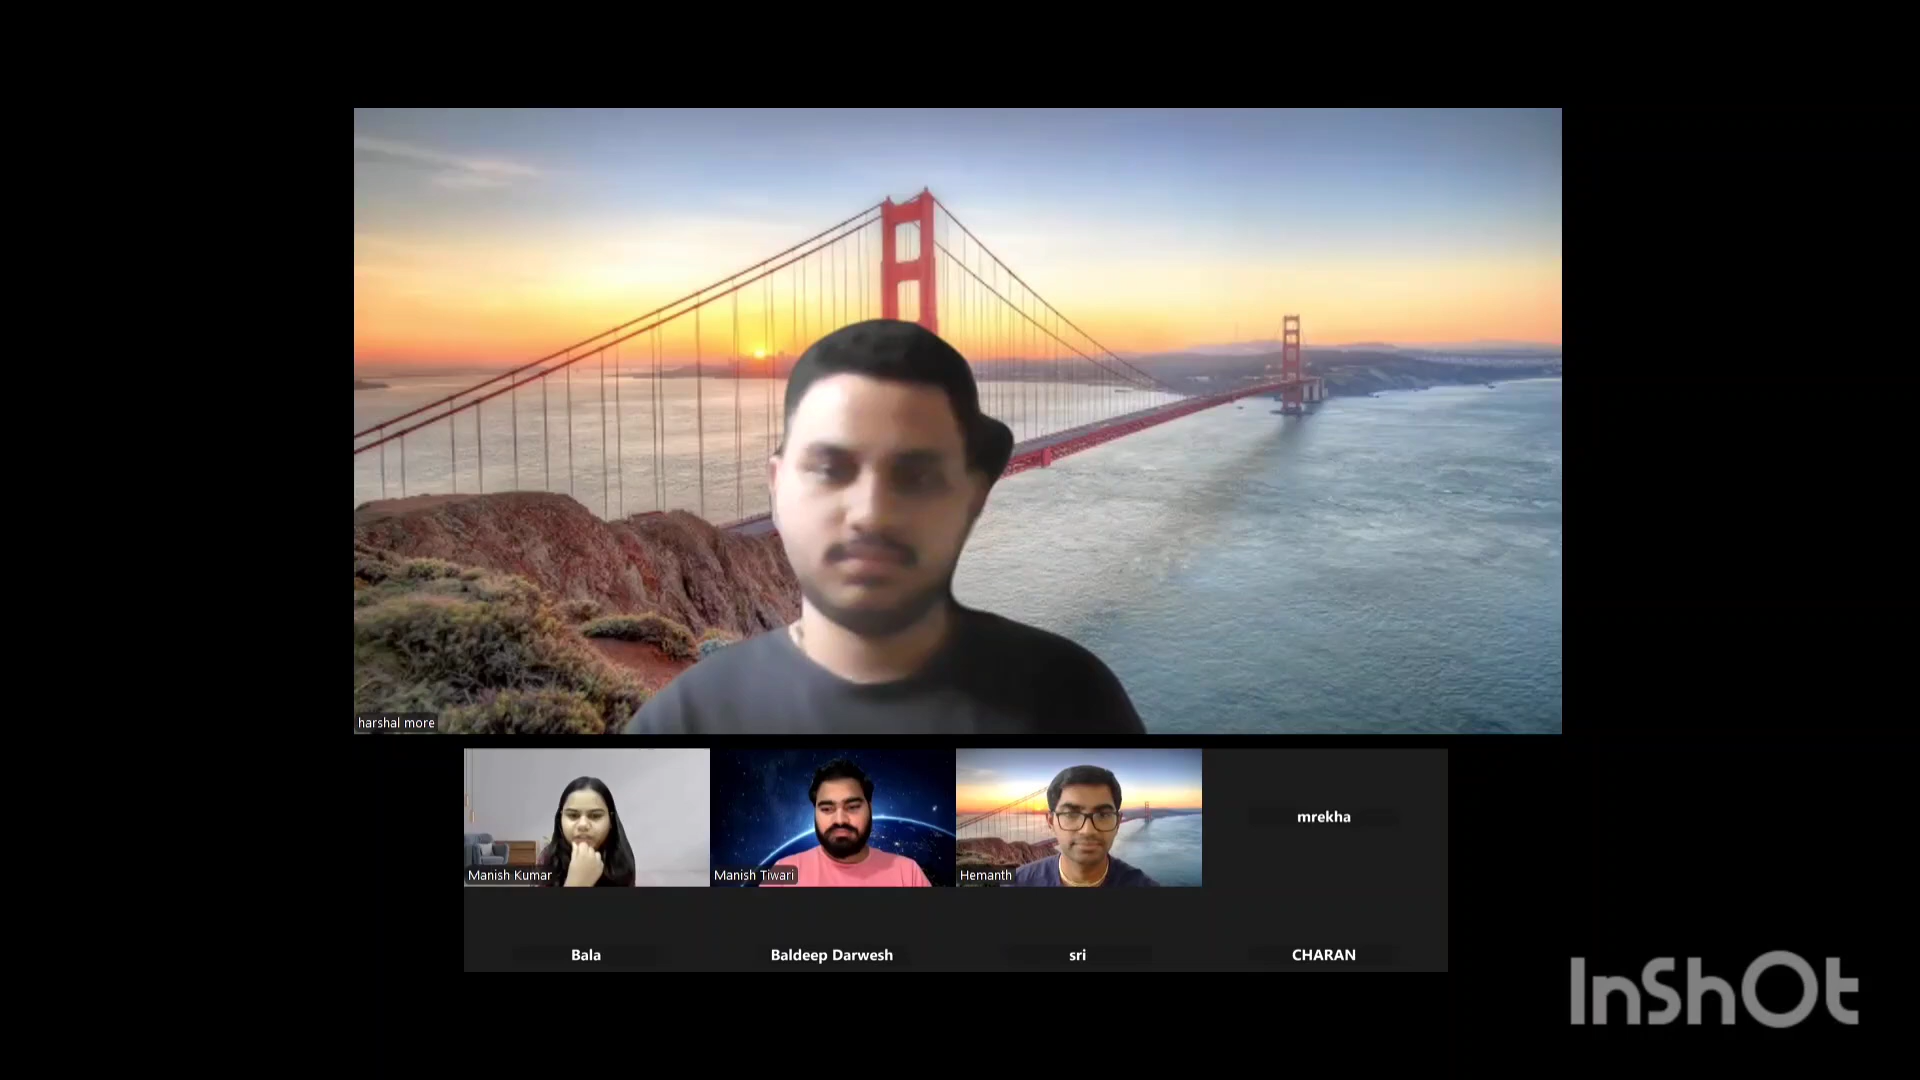 harshal more
Manish Kumar
Manish Tiwari
Hemanth
mrekha
Bala
Baldeep Darwesh
sri
CHARAN
InShOt